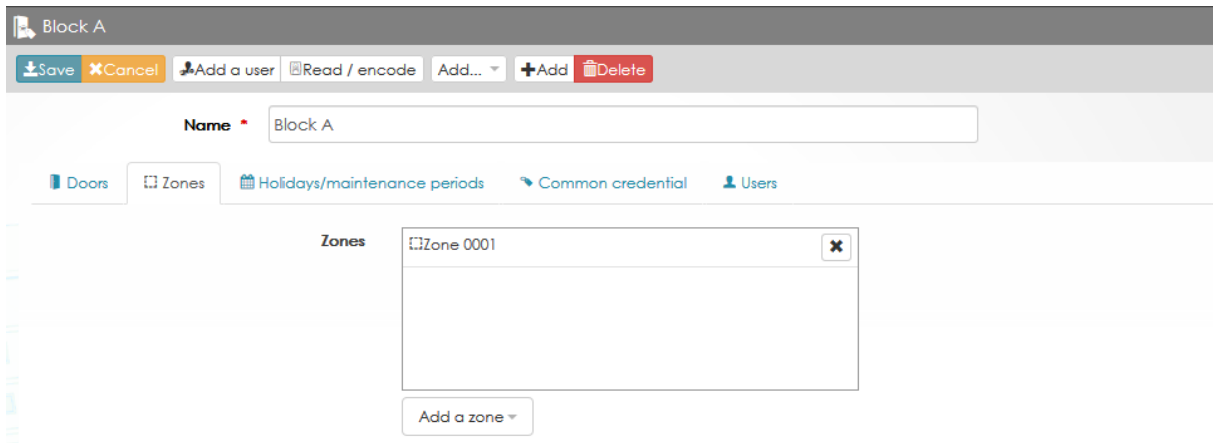 Block A
Save Cancel Add a user Read / encode Add... Add Delete
Name * Block A
Doors Zones Holidays/maintenance periods Common credential Users
Zones Zone 0001
Add a zone